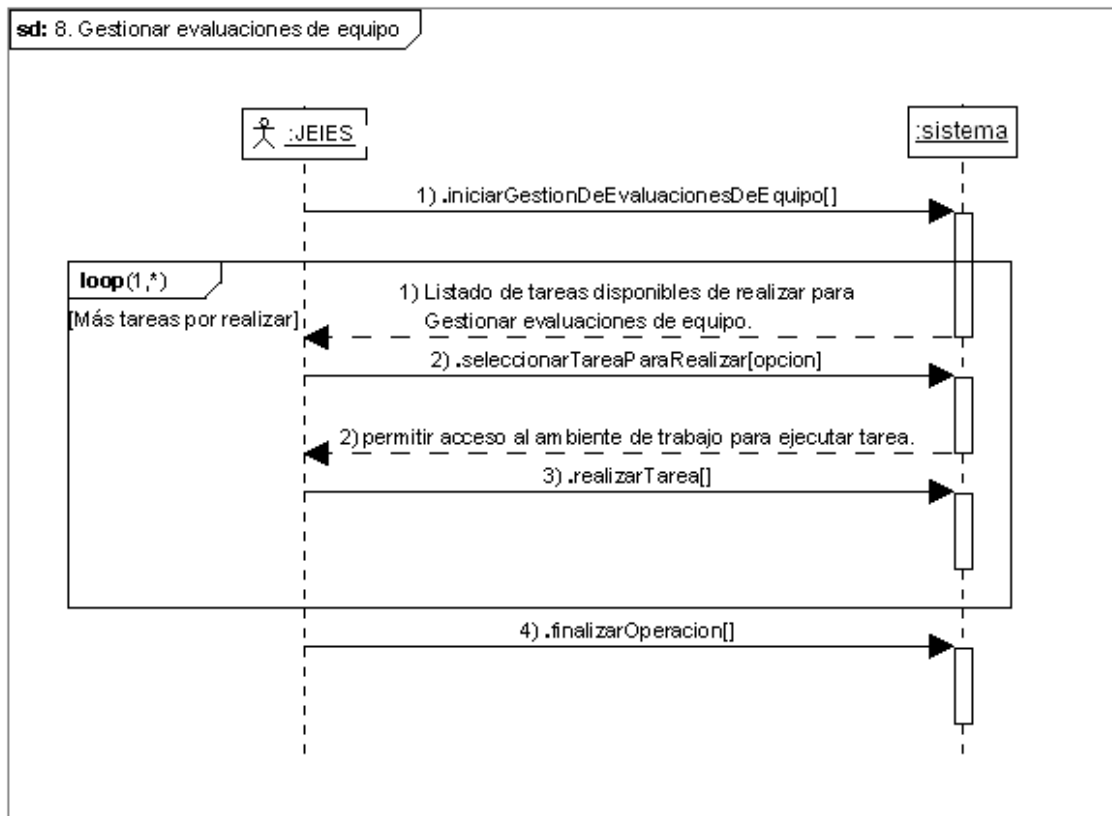 sd: 8. Gestionar evaluaciones de equipo
:JEIES
:sistema
1) .iniciarGestionDeEvaluacionesDeEquipo[]
loop(1,*)
[Más tareas por realizar]
1) Listado de tareas disponibles de realizar para
Gestionar evaluaciones de equipo.
2) .seleccionarTareaParaRealizar[opcion]
2) permitir acceso al ambiente de trabajo para ejecutar tarea.
3) .realizarTarea[]
4) .finalizarOperacion[]